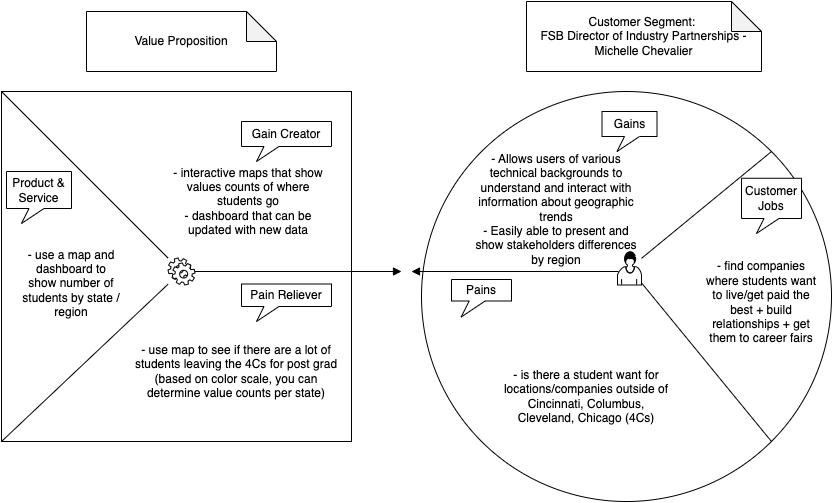 Value Proposition
Customer Segment:
FSB Director of Industry Partnerships -
Michelle Chevalier
Gain Creator
- interactive maps that show
values counts of where
students go
- dashboard that can be
updated with new data
Product &
Service
- use a map and
dashboard to
show number of
students by state /
region
Pain Reliever
- use map to see if there are a lot of
students leaving the 4Cs for post grad
(based on color scale, you can
determine value counts per state)
Gains
- Allows users of various
technical backgrounds to
understand and interact with
information about geographic
trends
- Easily able to present and
show stakeholders differences
by region
Customer
Jobs
- find companies
where students want
to live/get paid the
best + build
relationships + get
them to career fairs
Pains
- is there a student want for
locations/companies outside of
Cincinnati, Columbus,
Cleveland, Chicago (4Cs)